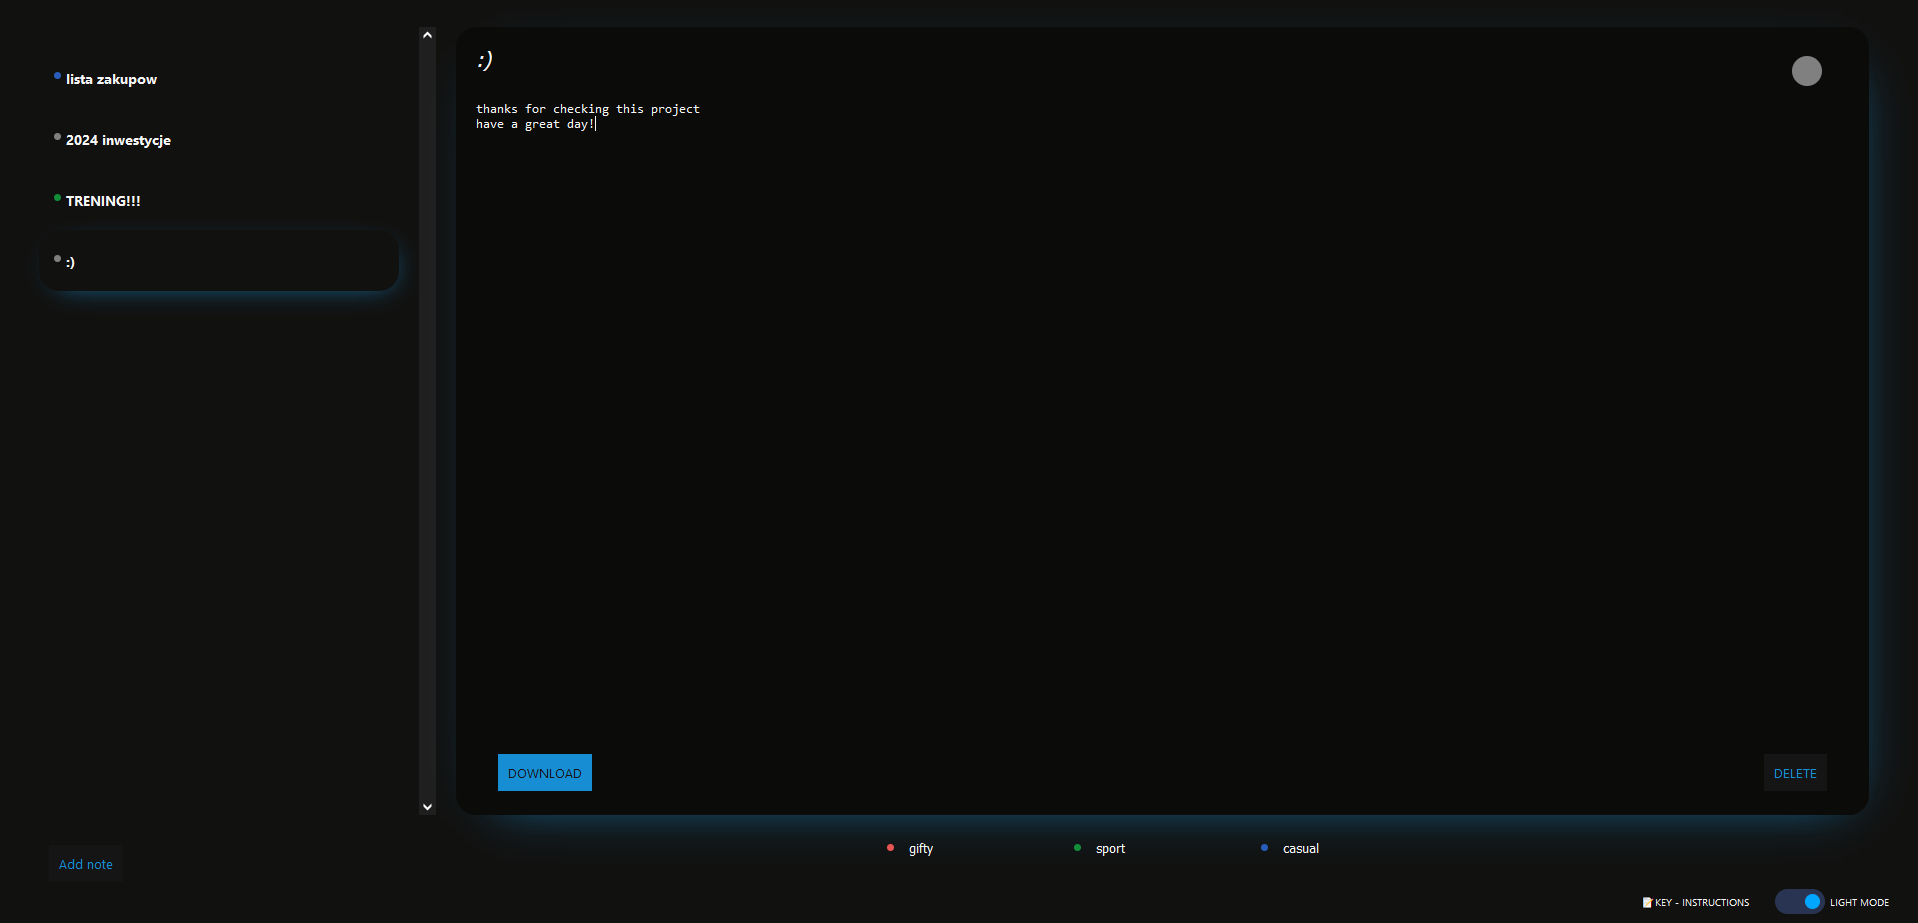 lista zakupow
2024 inwestycje
TRENING!!!
:)
Add note
:)
thanks for checking this project
have a great day!
DOWNLOAD
DELETE
gifty
sport
casual
📝KEY - INSTRUCTIONS
LIGHT MODE